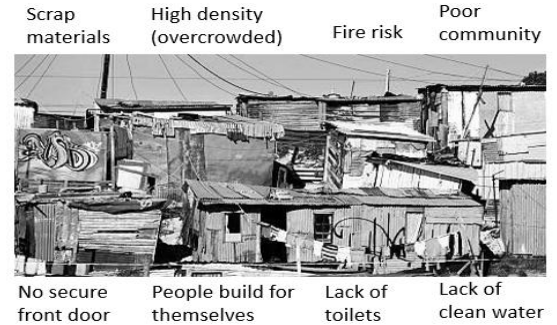 Scrap
materials
High density
(overcrowded)
Fire risk
Poor
community
No secure
front door
People build for
themselves
Lack of
toilets
Lack of
clean water